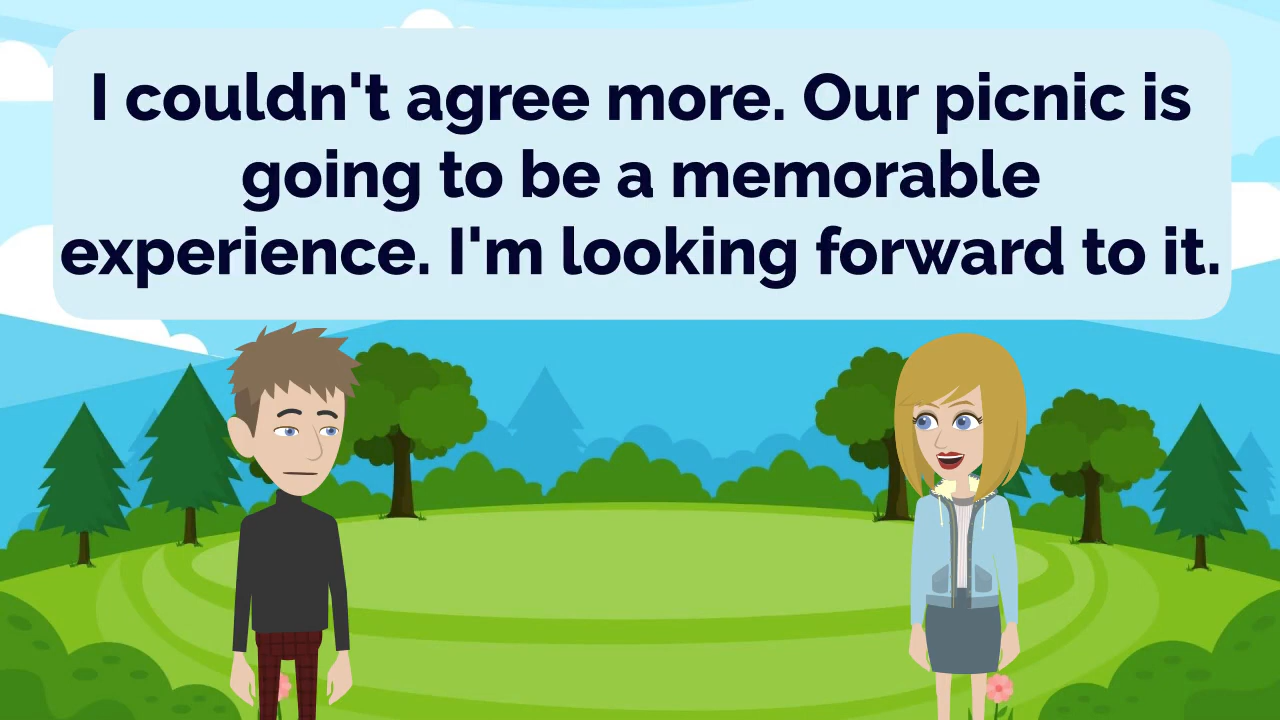 I couldn't agree more. Our picnic is
going to be a memorable
experience. I'm looking forward to it.